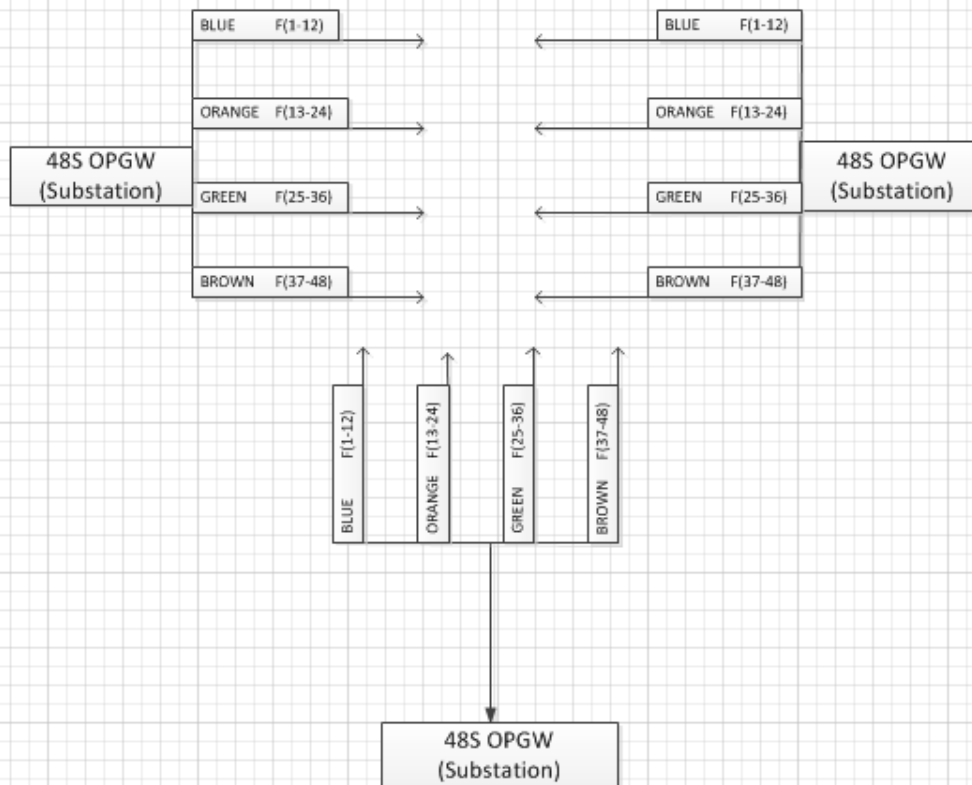 BLUE F(1-12)
BLUE F(1-12)
ORANGE F(13-24)
ORANGE F(13-24)
48S OPGW
(Substation)
48S OPGW
(Substation)
GREEN F(25-36)
GREEN F(25-36)
BROWN F(37-48)
BROWN F(37-48)
BLUE F(1-12)
ORANGE F(13-24)
GREEN F(25-36)
BROWN F(37-48)
48S OPGW
(Substation)